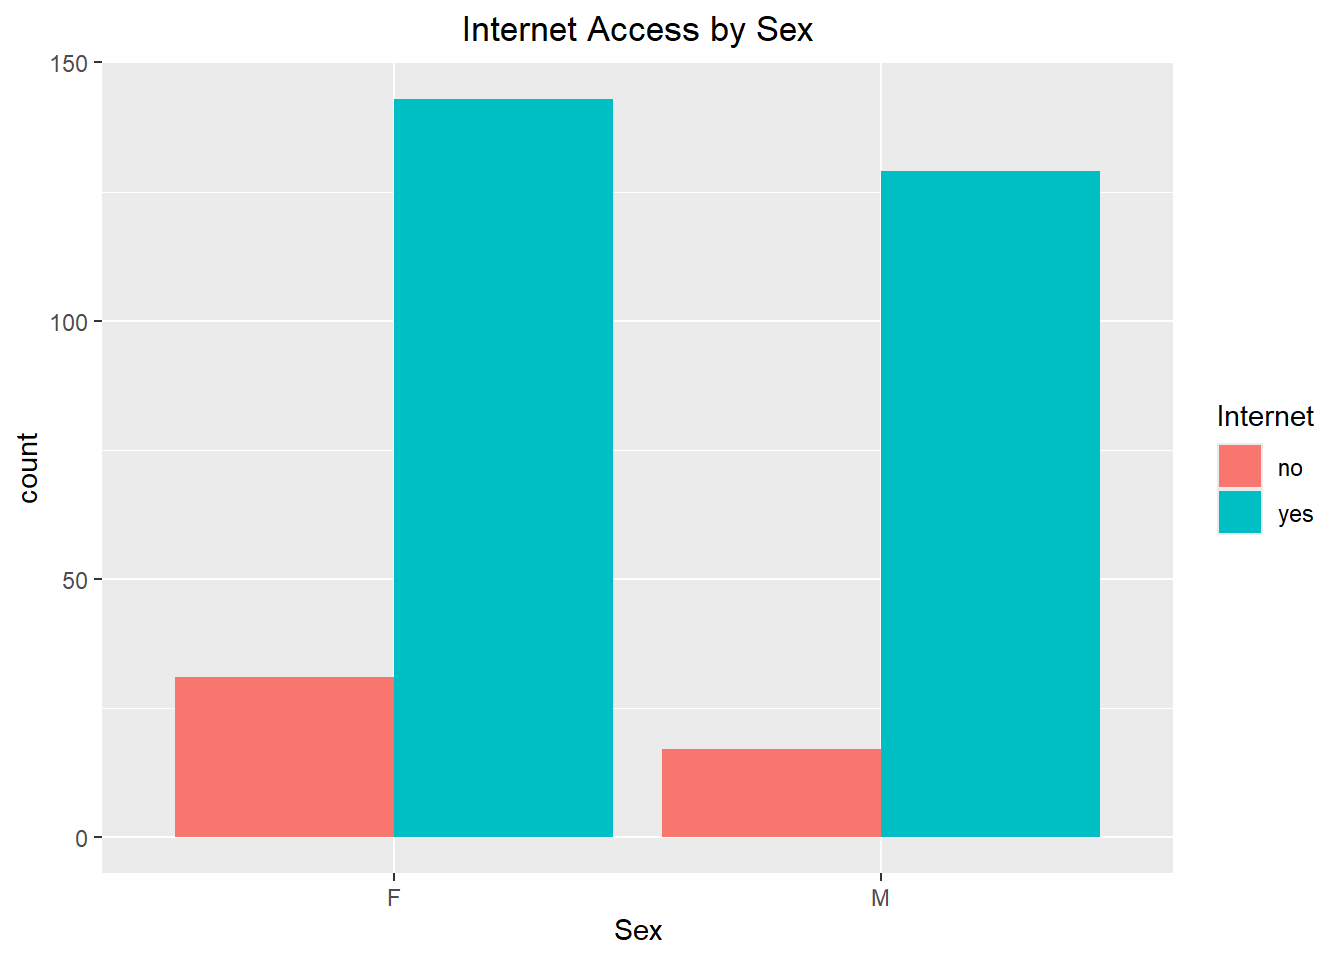 Internet Access by Sex
150
100
50
0
count
F
M
Sex
Internet
no
yes